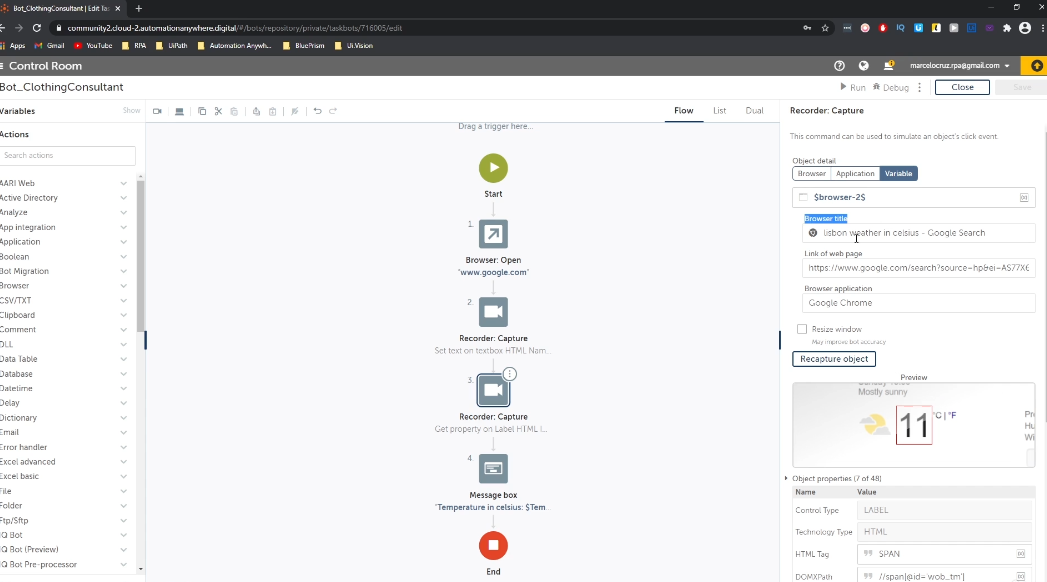 Bot_ClothingConsultant | Edit Tas
community2.cloud-2.automationanywhere.digital/#/bots/repository/private/taskbots/716005/edit
Apps Gmail YouTube RPA UiPath Automation Anywh... BluePrism Ui.Vision
Control Room
marcelocruz.rpa@gmail.com
Bot_ClothingConsultant
Run Debug Close Save
Variables Show
Flow List Dual
Recorder: Capture
Actions
Search actions
AARI Web
Active Directory
Analyze
App integration
Application
Boolean
Bot Migration
Browser
CSV/TXT
Clipboard
Comment
DLL
Data Table
Database
Datetime
Delay
Dictionary
Email
Error handler
Excel advanced
Excel basic
File
Folder
Ftp/Sftp
IQ Bot
IQ Bot (Preview)
IQ Bot Pre-processor
Drag a trigger here...
Start
1.
Browser: Open
"www.google.com"
2.
Recorder: Capture
Set text on textbox HTML Nam...
3.
Recorder: Capture
Get property on Label HTML I...
4.
Message box
"Temperature in celsius: $Tem...
End
This command can be used to simulate an object's click event.
Object detail
Browser Application Variable
$browser-2$
Browser title
lisbon weather in celsius - Google Search
Link of web page
https://www.google.com/search?source=hp&ei=AS77X6
Browser application
Google Chrome
Resize window
May improve bot accuracy
Recapture object
Preview
Mostly sunny
11 °C | °F
Pr
Hu
Wi
Object properties (7 of 48)
Name Value
Control Type LABEL
Technology Type HTML
HTML Tag SPAN
DOMXPath //span[@id='wob_tm']